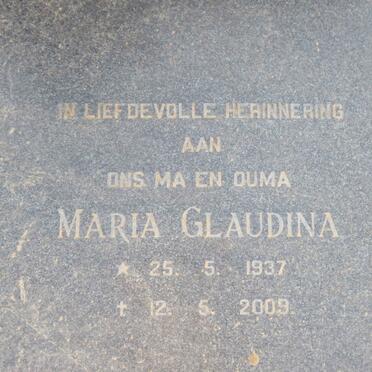 IN LIEFDEVOLLE HERINNERING
AAN
ONS MA EN OUMA
MARIA GLAUDINA
★ 25. 5. 1937
† 12. 5. 2009.